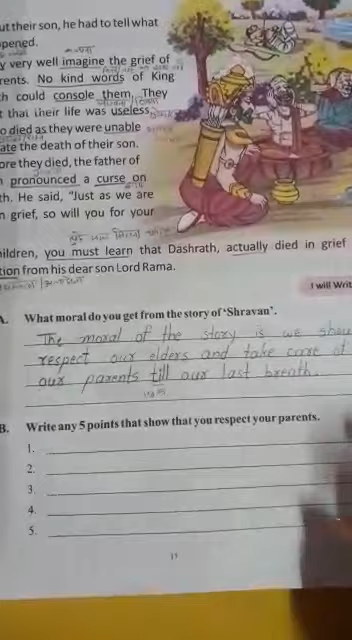 ut their son, he had to tell what
pened.
y very well imagine the grief of
rents. No kind words of King
h could console them. They
t that their life was useless
o died as they were unable
ate the death of their son.
ore they died, the father of
n pronounced a curse on
th. He said, "Just as we are
n grief, so will you for your
hildren, you must learn that Dashrath, actually died in grief
tion from his dear son Lord Rama.
I will Writ
A. What moral do you get from the story of 'Shravan'.
The moral of the story is we shou
respect our elders and take care of
our parents till our last breath.
B. Write any 5 points that show that you respect your parents.
1.
2.
3.
4.
5.